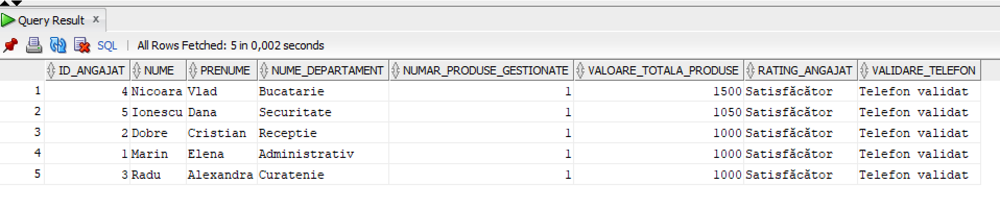 Query Result x
SQL | All Rows Fetched: 5 in 0,002 seconds
ID_ANGAJAT NUME PRENUME NUME_DEPARTAMENT NUMAR_PRODUSE_GESTIONATE VALOARE_TOTALA_PRODUSE RATING_ANGAJAT VALIDARE_TELEFON
1 4 Nicoara Vlad Bucatarie 1 1500 Satisfăcător Telefon validat
2 5 Ionescu Dana Securitate 1 1050 Satisfăcător Telefon validat
3 2 Dobre Cristian Receptie 1 1000 Satisfăcător Telefon validat
4 1 Marin Elena Administrativ 1 1000 Satisfăcător Telefon validat
5 3 Radu Alexandra Curatenie 1 1000 Satisfăcător Telefon validat